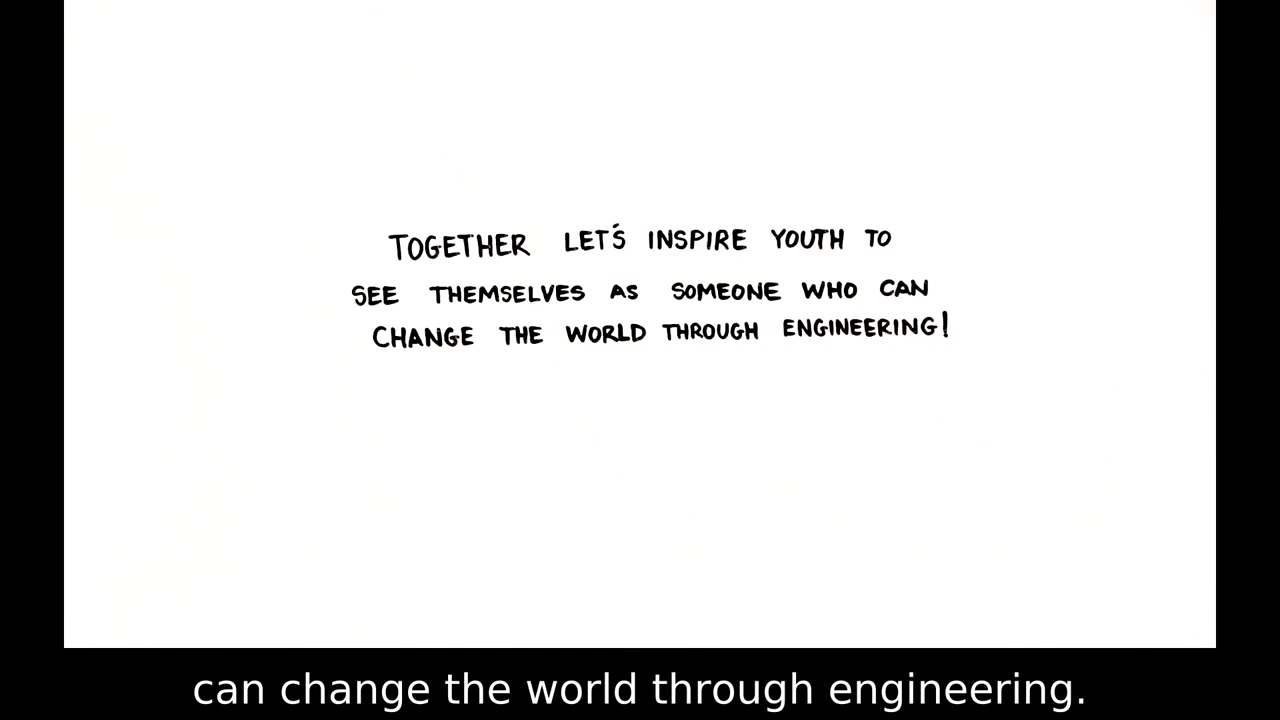 TOGETHER LET'S INSPIRE YOUTH TO
SEE THEMSELVES AS SOMEONE WHO CAN
CHANGE THE WORLD THROUGH ENGINEERING!
can change the world through engineering.